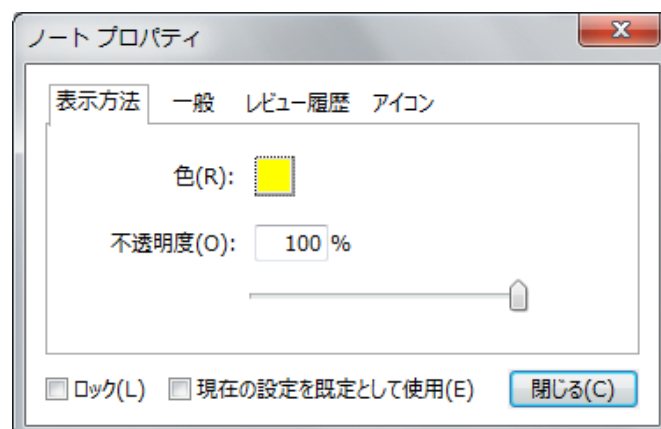 ノート プロパティ
表示方法 一般 レビュー履歴 アイコン
色(R):
不透明度(O): 100 %
ロック(L) 現在の設定を既定として使用(E) 閉じる(C)